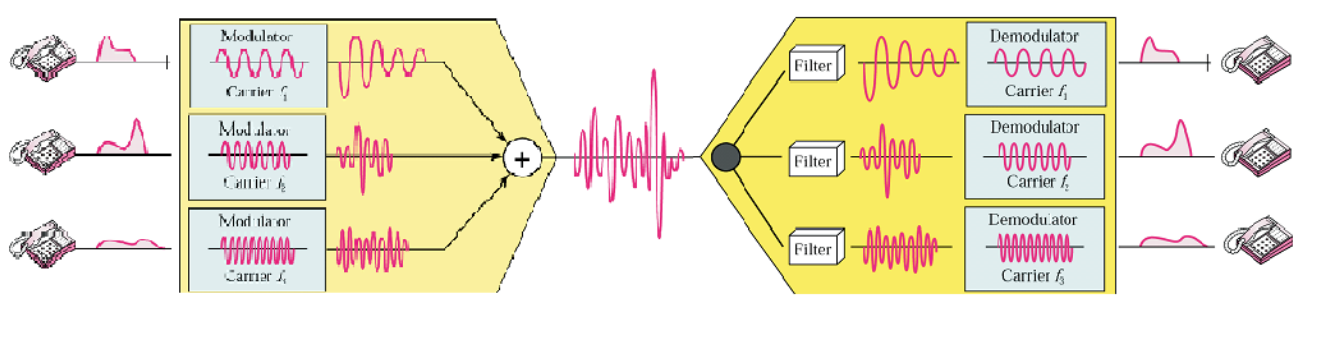 Modulator
Carrier f₁
Modulator
Carrier f₂
Modulator
Carrier f₃
+
Filter
Demodulator
Carrier f₁
Filter
Demodulator
Carrier f₂
Filter
Demodulator
Carrier f₃